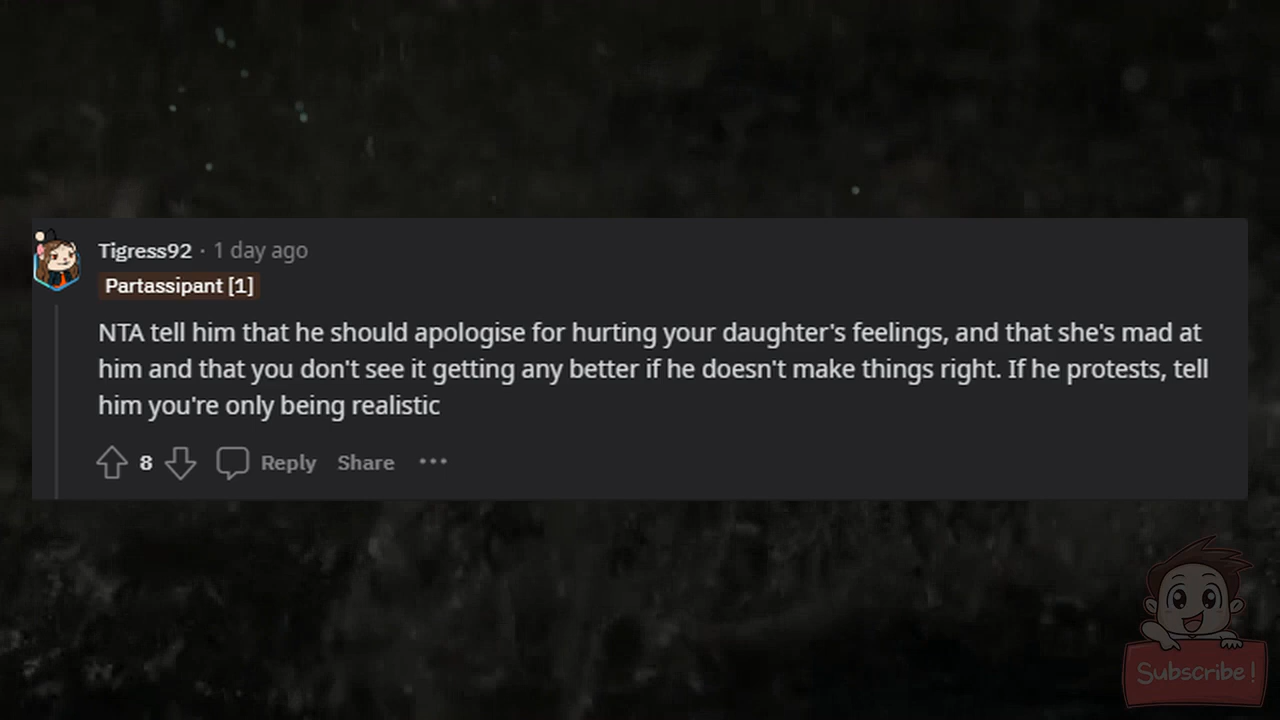 Tigress92 · 1 day ago
Partassipant [1]
NTA tell him that he should apologise for hurting your daughter's feelings, and that she's mad at
him and that you don't see it getting any better if he doesn't make things right. If he protests, tell
him you're only being realistic
8 Reply Share ···
Subscribe!